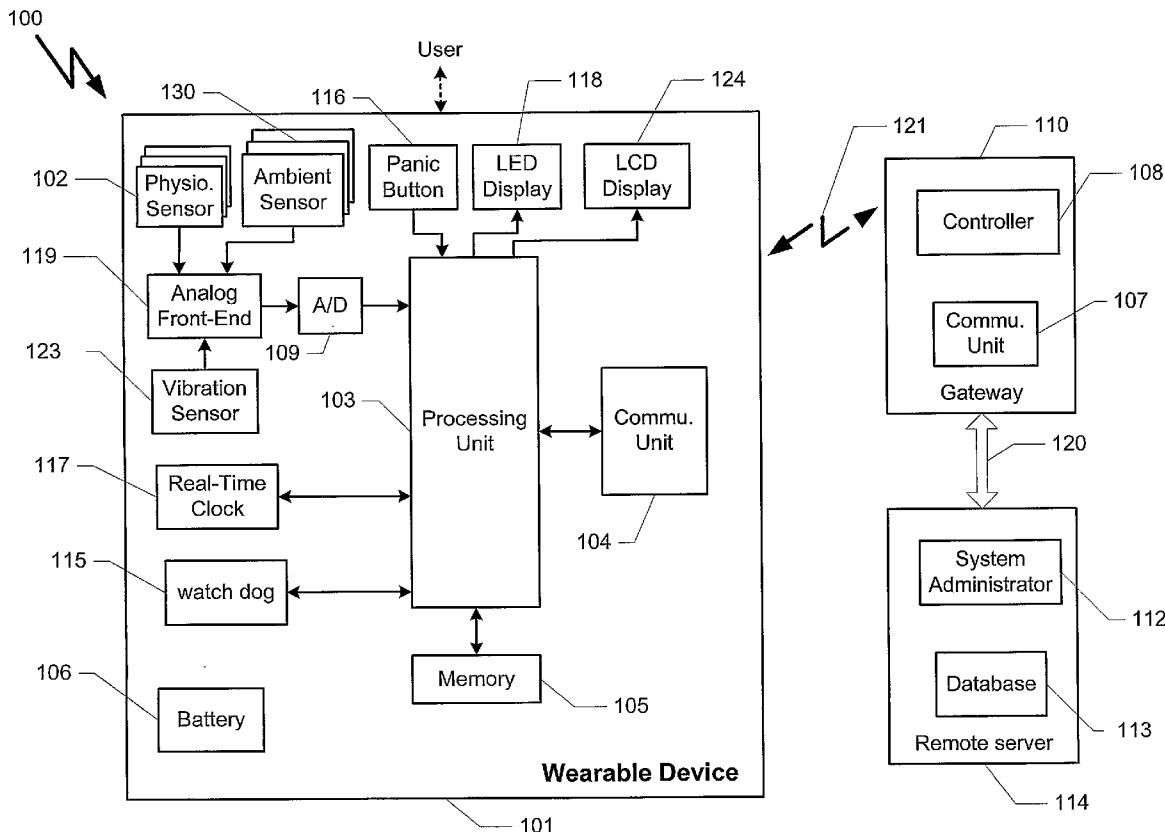 100
User
130
116
118
124
121
110
102
Physio.
Sensor
Ambient
Sensor
Panic
Button
LED
Display
LCD
Display
108
Controller
119
Analog
Front-End
A/D
109
107
Commu.
Unit
Gateway
123
Vibration
Sensor
103
Processing
Unit
Commu.
Unit
104
120
117
Real-Time
Clock
115
watch dog
System
Administrator
112
106
Battery
Memory
105
Database
113
Remote server
114
Wearable Device
101